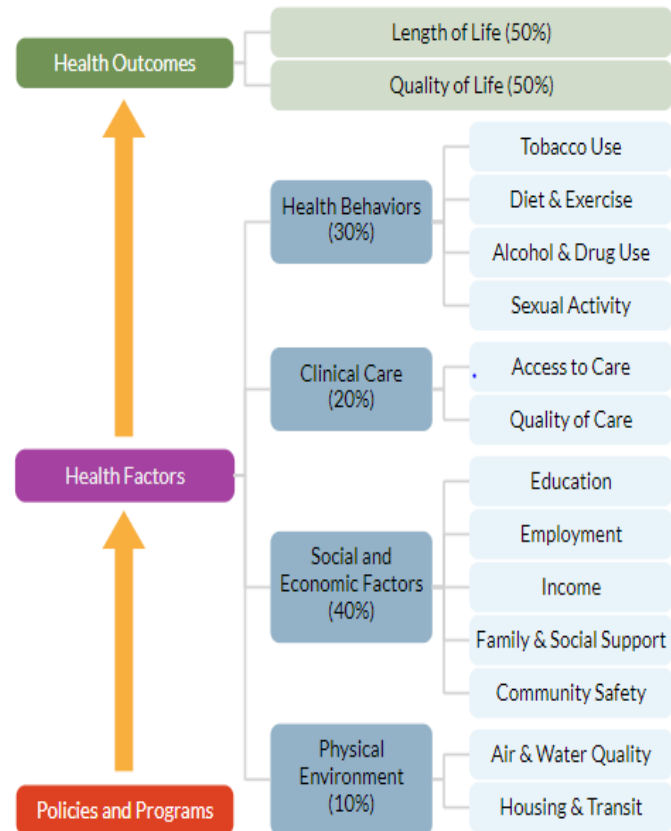 Length of Life (50%)
Health Outcomes
Quality of Life (50%)
Tobacco Use
Health Behaviors
(30%)
Diet & Exercise
Alcohol & Drug Use
Sexual Activity
Clinical Care
(20%)
Access to Care
Quality of Care
Health Factors
Social and
Economic Factors
(40%)
Education
Employment
Income
Family & Social Support
Community Safety
Physical
Environment
(10%)
Air & Water Quality
Housing & Transit
Policies and Programs